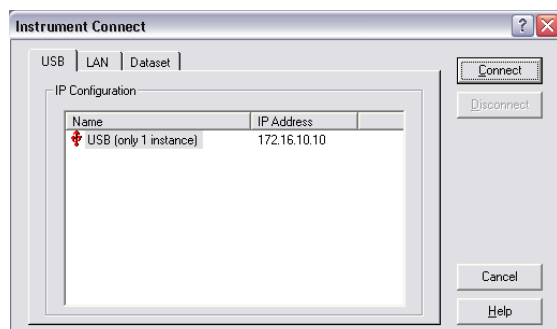 Instrument Connect
?
USB LAN Dataset
Connect
IP Configuration
Disconnect
Name IP Address
USB (only 1 instance) 172.16.10.10
Cancel
Help